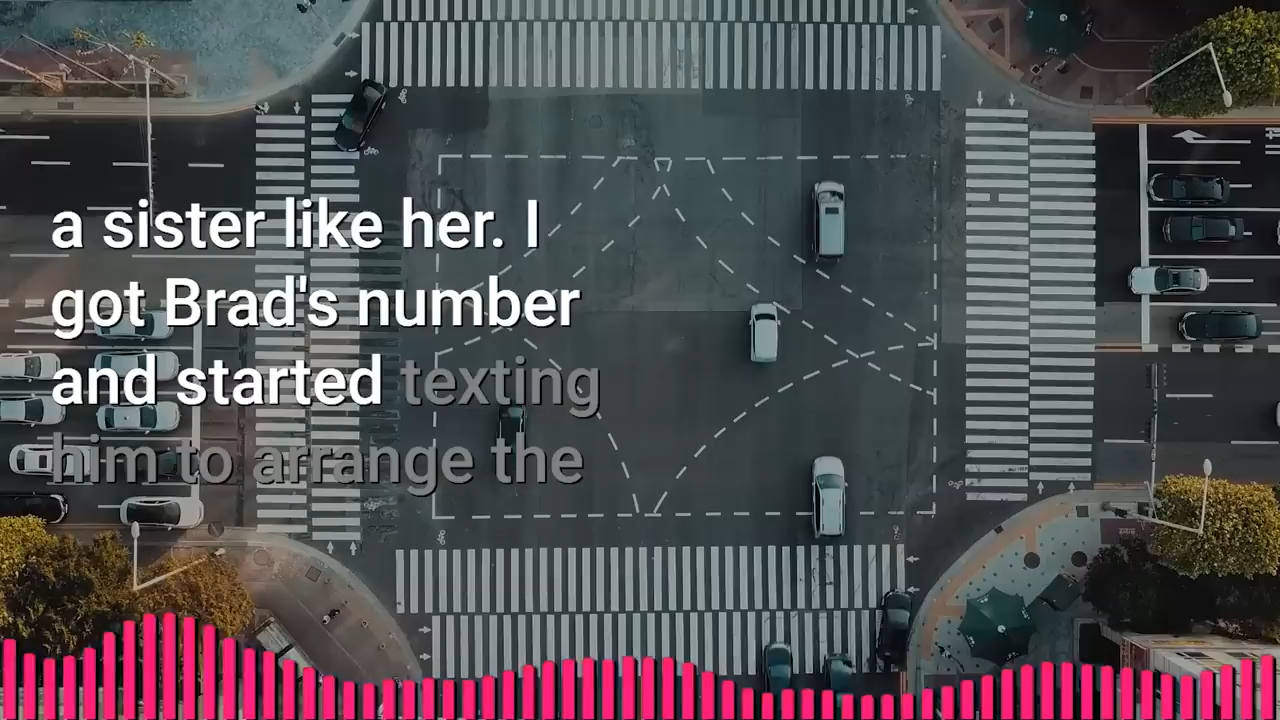 a sister like her. I
got Brad's number
and started texting
him to arrange the